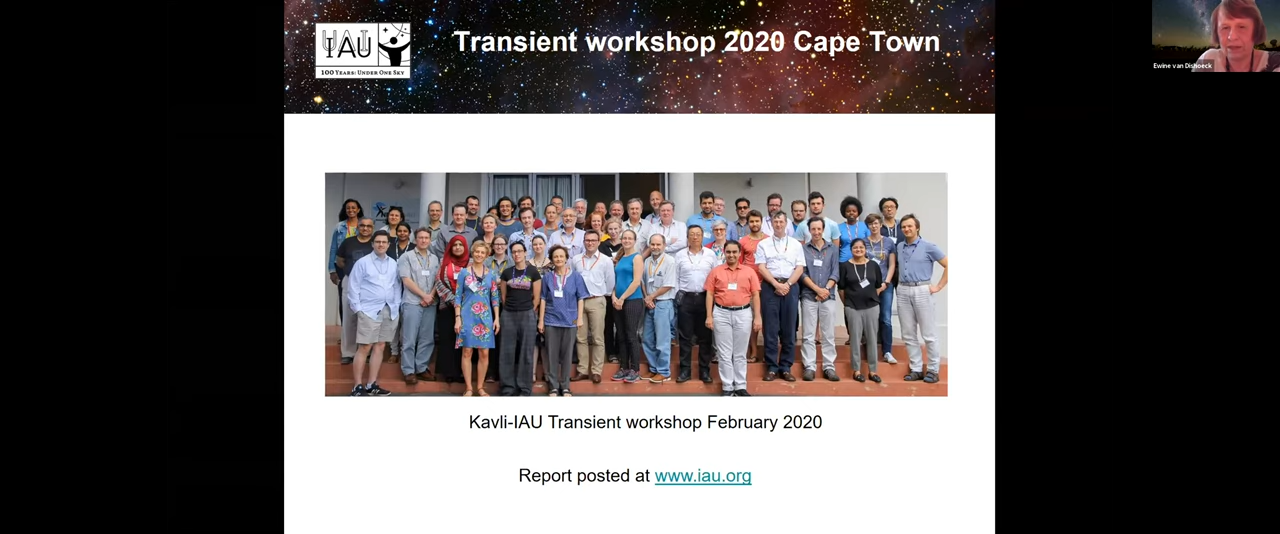 IAU
100 YEARS: UNDER ONE SKY
Transient workshop 2020 Cape Town
Ewine van Dishoeck
Kavli-IAU Transient workshop February 2020
Report posted at www.iau.org